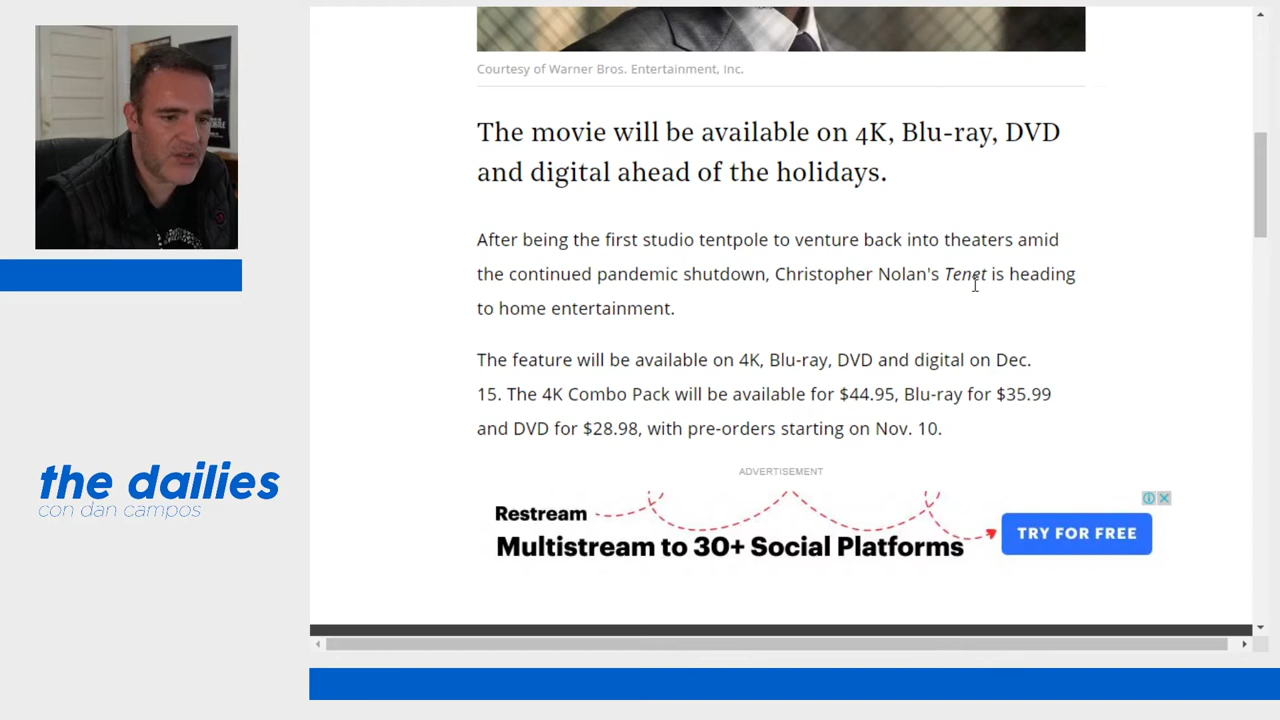 Courtesy of Warner Bros. Entertainment, Inc.
The movie will be available on 4K, Blu-ray, DVD
and digital ahead of the holidays.
After being the first studio tentpole to venture back into theaters amid
the continued pandemic shutdown, Christopher Nolan's Tenet is heading
to home entertainment.
The feature will be available on 4K, Blu-ray, DVD and digital on Dec.
15. The 4K Combo Pack will be available for $44.95, Blu-ray for $35.99
and DVD for $28.98, with pre-orders starting on Nov. 10.
ADVERTISEMENT
Restream
Multistream to 30+ Social Platforms
TRY FOR FREE
the dailies
con dan campos